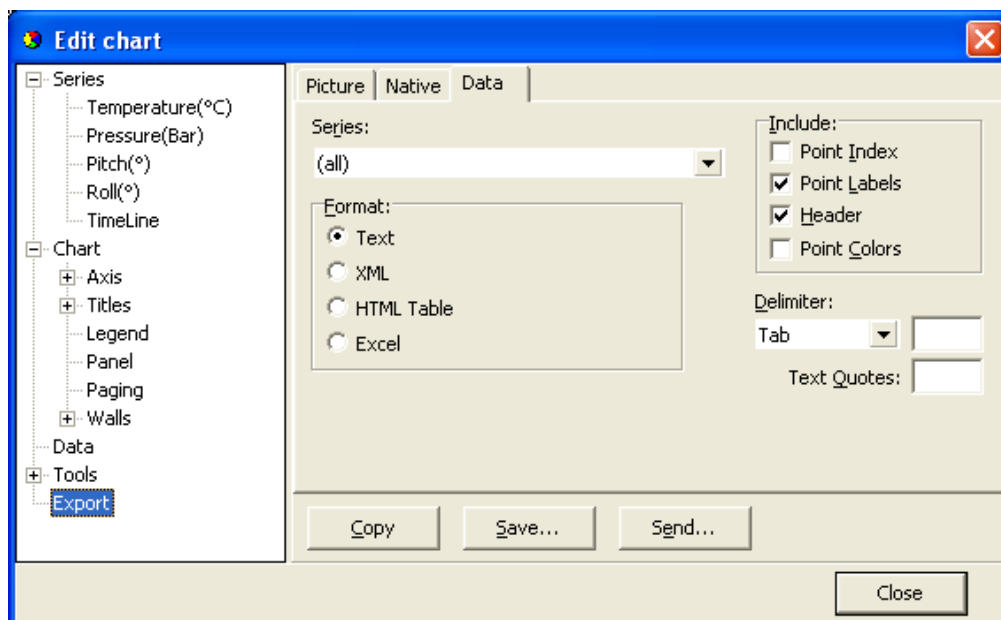 Edit chart
Series
Temperature(°C)
Pressure(Bar)
Pitch(°)
Roll(°)
TimeLine
Chart
Axis
Titles
Legend
Panel
Paging
Walls
Data
Tools
Export
Picture Native Data
Series:
(all)
Format:
Text
XML
HTML Table
Excel
Include:
Point Index
Point Labels
Header
Point Colors
Delimiter:
Tab
Text Quotes:
Copy Save... Send...
Close